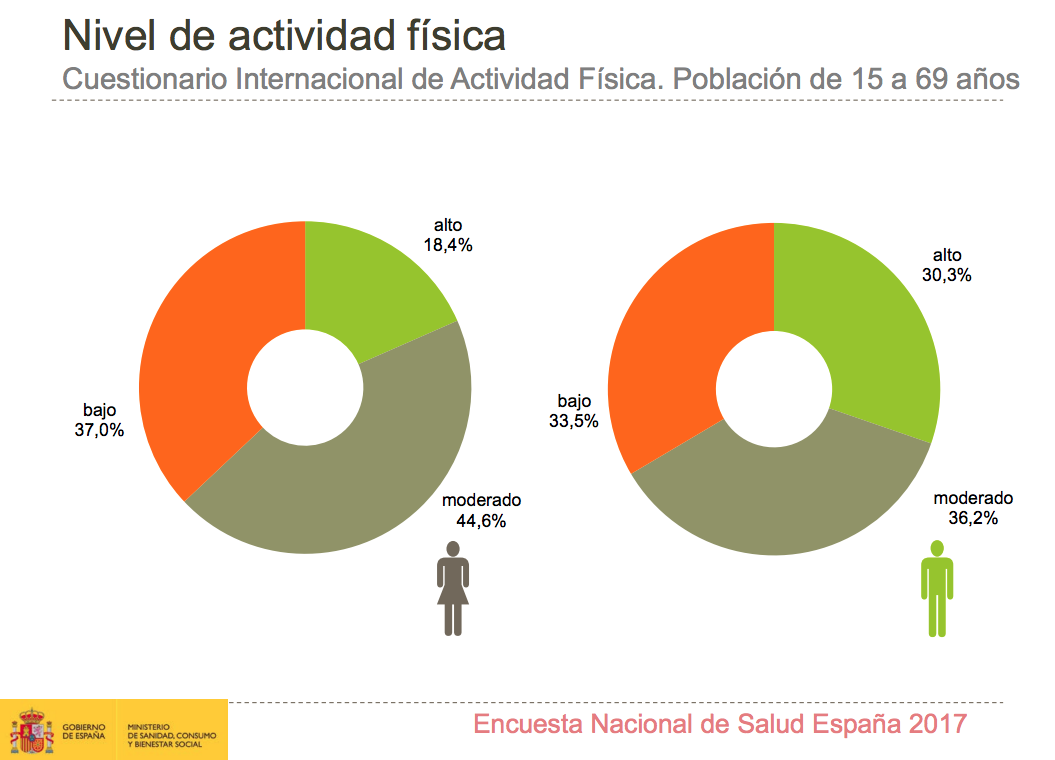 Nivel de actividad física
Cuestionario Internacional de Actividad Física. Población de 15 a 69 años
alto
18,4%
bajo
37,0%
moderado
44,6%
alto
30,3%
bajo
33,5%
moderado
36,2%
GOBIERNO
DE ESPAÑA
MINISTERIO
DE SANIDAD, CONSUMO
Y BIENESTAR SOCIAL
Encuesta Nacional de Salud España 2017